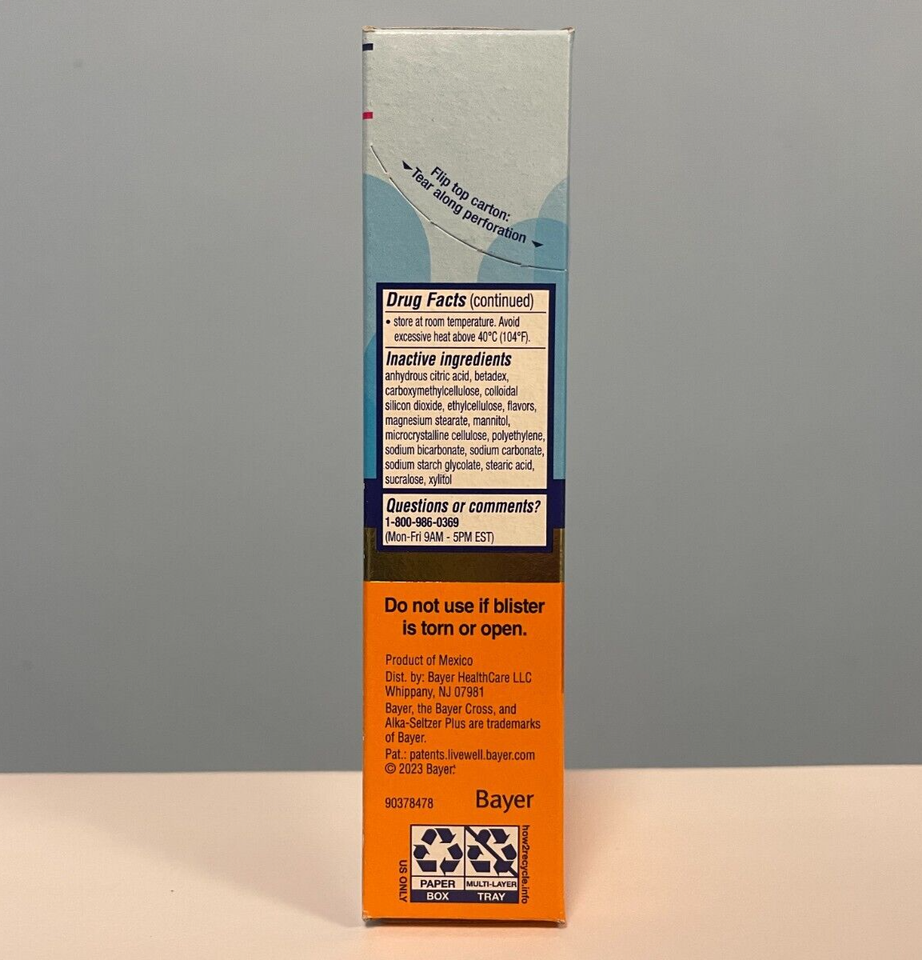 Flip top carton:
Tear along perforation
Drug Facts (continued)
• store at room temperature. Avoid
excessive heat above 40°C (104°F).
Inactive ingredients
anhydrous citric acid, betadex,
carboxymethylcellulose, colloidal
silicon dioxide, ethylcellulose, flavors,
magnesium stearate, mannitol,
microcrystalline cellulose, polyethylene,
sodium bicarbonate, sodium carbonate,
sodium starch glycolate, stearic acid,
sucralose, xylitol
Questions or comments?
1-800-986-0369
(Mon-Fri 9AM - 5PM EST)
Do not use if blister
is torn or open.
Product of Mexico
Dist. by: Bayer HealthCare LLC
Whippany, NJ 07981
Bayer, the Bayer Cross, and
Alka-Seltzer Plus are trademarks
of Bayer.
Pat.: patents.livewell.bayer.com
© 2023 Bayer
90378478
Bayer
US ONLY
PAPER
BOX
MULTI-LAYER
TRAY
how2recycle.info